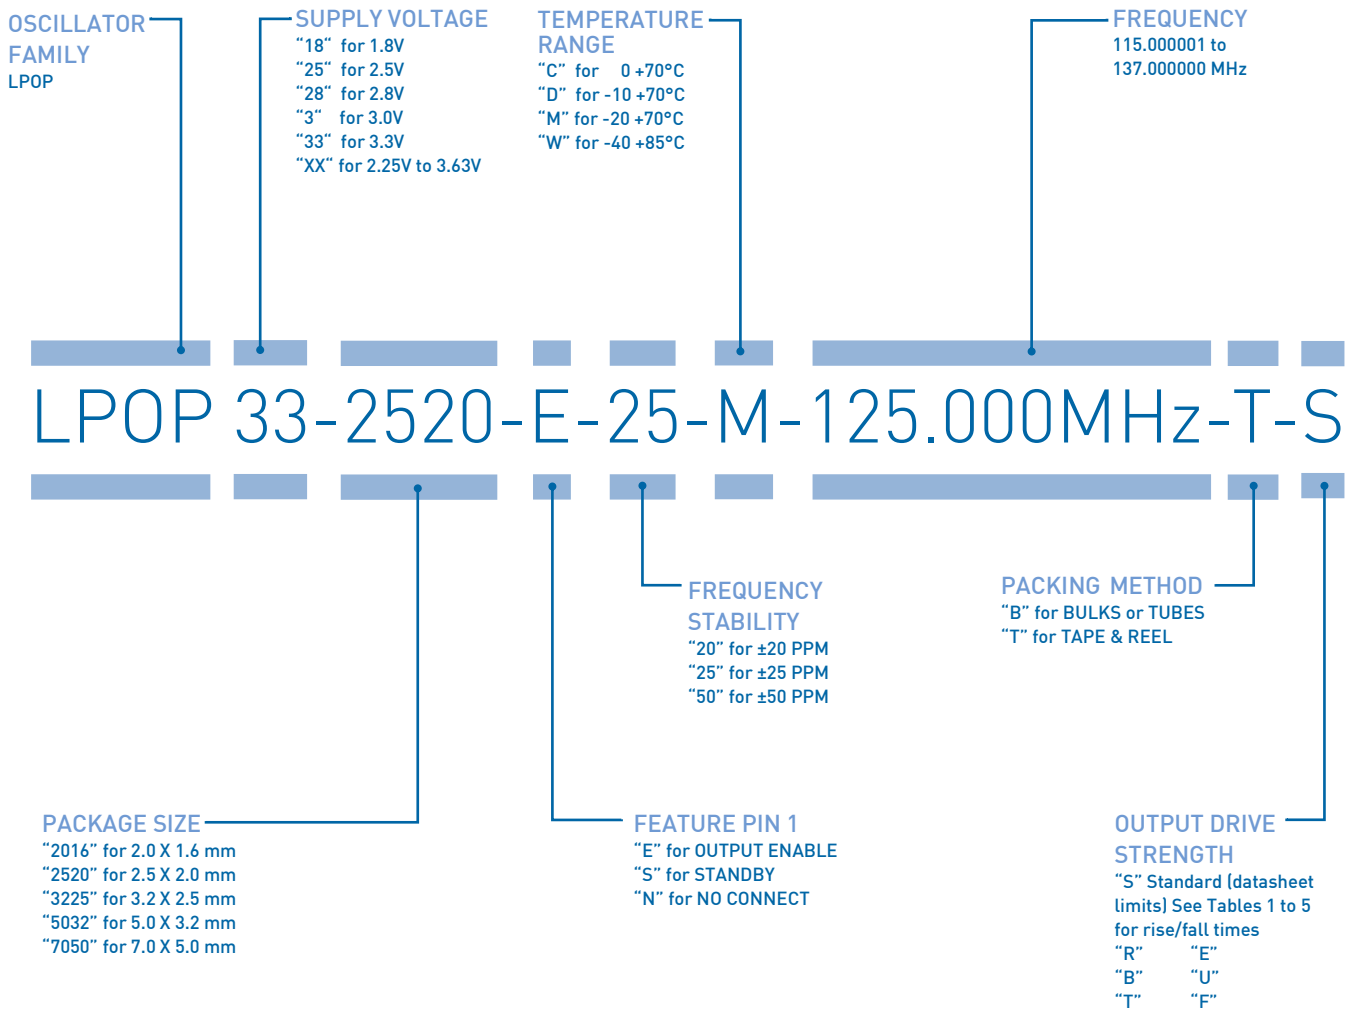 OSCILLATOR
FAMILY
LPOP
SUPPLY VOLTAGE
“18“ for 1.8V
“25“ for 2.5V
“28“ for 2.8V
“3“ for 3.0V
“33“ for 3.3V
“XX“ for 2.25V to 3.63V
TEMPERATURE
RANGE
“C” for 0 +70°C
“D” for -10 +70°C
“M” for -20 +70°C
“W” for -40 +85°C
FREQUENCY
115.000001 to
137.000000 MHz
LPOP 33-2520-E-25-M-125.000MHz-T-S
FREQUENCY
STABILITY
“20” for ±20 PPM
“25” for ±25 PPM
“50” for ±50 PPM
PACKING METHOD
“B” for BULKS or TUBES
“T” for TAPE & REEL
PACKAGE SIZE
“2016” for 2.0 X 1.6 mm
“2520” for 2.5 X 2.0 mm
“3225” for 3.2 X 2.5 mm
“5032” for 5.0 X 3.2 mm
“7050” for 7.0 X 5.0 mm
FEATURE PIN 1
“E” for OUTPUT ENABLE
“S” for STANDBY
“N” for NO CONNECT
OUTPUT DRIVE
STRENGTH
“S” Standard (datasheet
limits) See Tables 1 to 5
for rise/fall times
“R” “E”
“B” “U”
“T” “F”